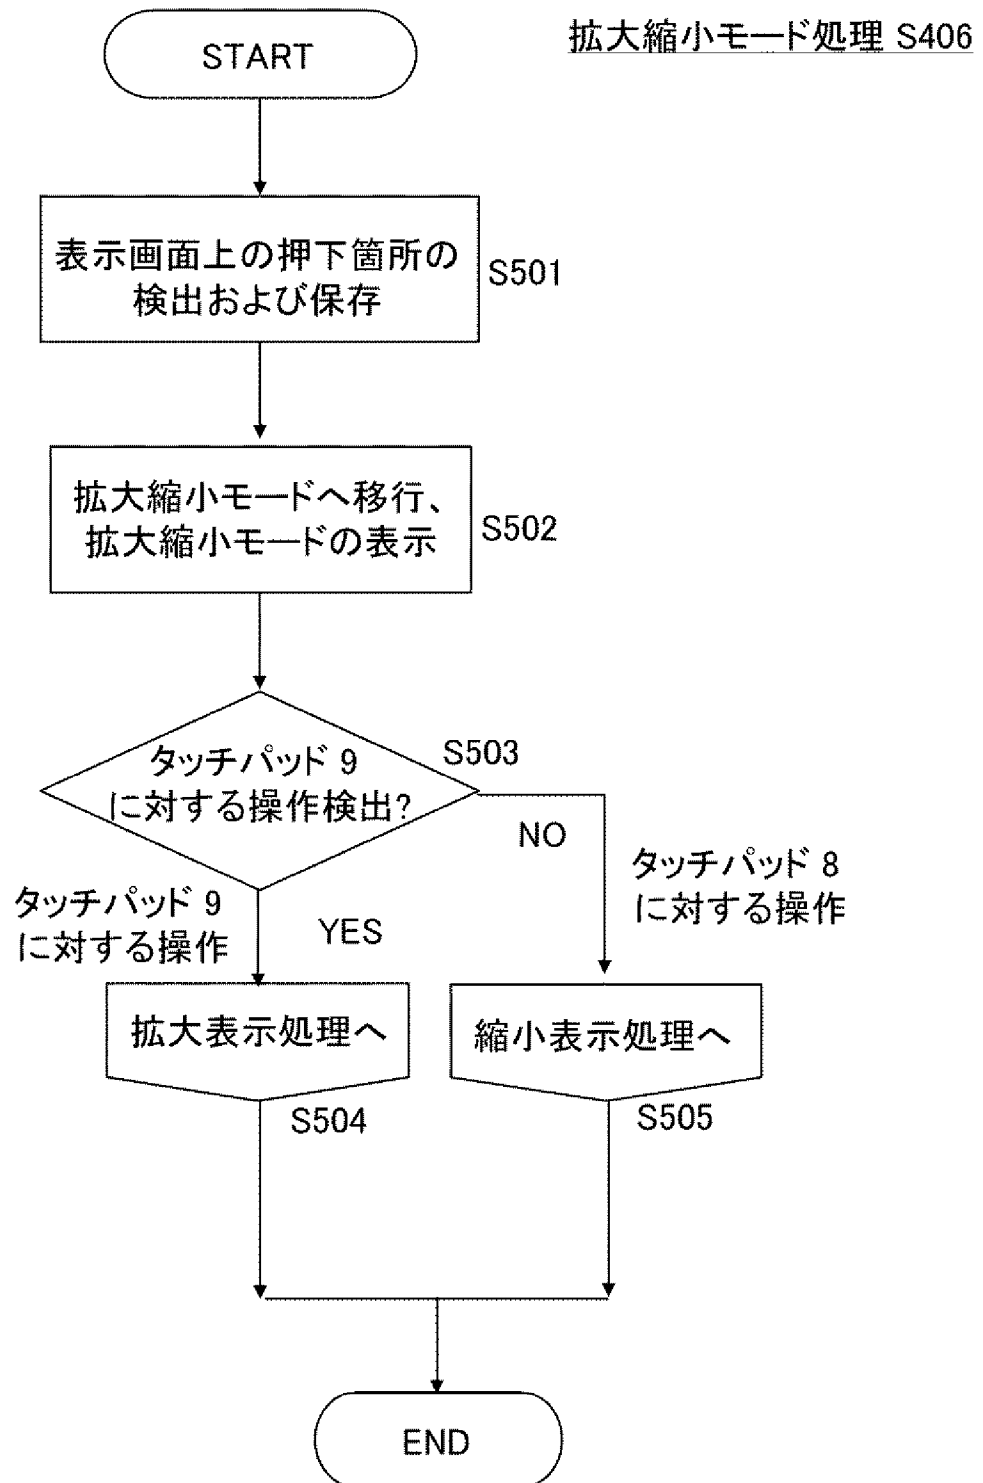 START
拡大縮小モード処理 S406
表示画面上の押下箇所の
検出および保存
S501
拡大縮小モードへ移行、
拡大縮小モードの表示
S502
タッチパッド 9
に対する操作検出?
S503
NO
タッチパッド 8
に対する操作
タッチパッド 9
に対する操作
YES
拡大表示処理へ
縮小表示処理へ
S504
S505
END